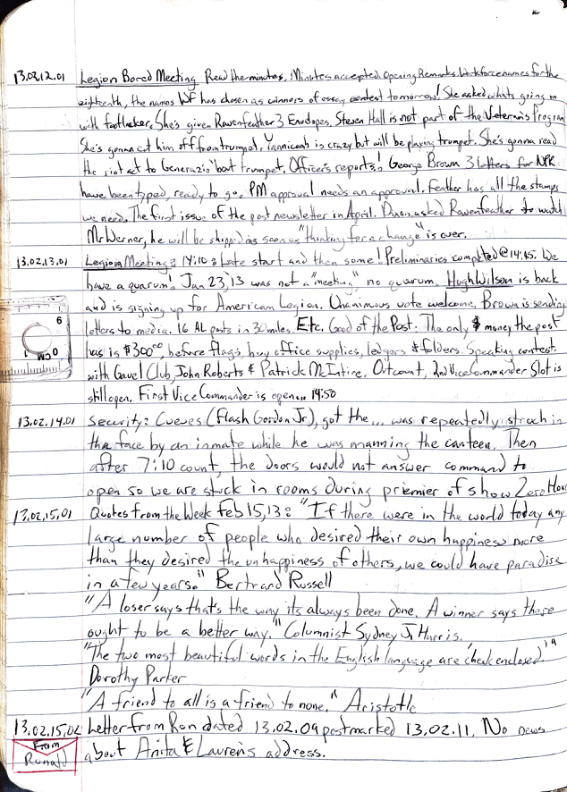 13.02.12.01 Legion Bored Meeting Read the minutes. Minutes accepted Opening Remarks. Workforce names for the
eighteenth, the names WF has chosen as winners of essay contest tomorrow! She asked whats going on
with footlocker. She's given Ravenfeather 3 Envelopes. Steven Hall is not part of the Veterans Program
She's gonna cut him off from trumpet, is crazy but will be playing trumpet. She's gonna read
the riot act to Generazio 'bout trumpet. Officer's reports: George Brown 3 letters for
have been typed, ready to go. PM approval needs an approval. Feather has all the stamps
we need. The first issue of the post newsletter in April. asked Ravenfeather to watch
Mr Werner, he will be shipping soon as "thinking for a change" is over.
13.02.13.01 Legion Meeting: 14:10 : Late start and then some! Preliminaries completed @ 14:15. We
have a quorum! Jan 23, 13 was not a "meeting," no quarum. Hugh Wilson is back
and is signing up for American Legion. Unanimous vote welcome. Brown is sending
letters to media. 16 AL posts in 30 miles. Etc. Good of the Post: The only $ money the post
has is $300.00, before flags buy office supplies, ledgers & folders. Speaking contest
with Gavel Club, John Roberts & Patrick McIntire. Ortcourt, 2nd Vice Commander Slot is
still open. First Vice Commander is open. 14:50
6
1 CM 0
13.02.14.01 Security: Cueves (Flash Gordon Jr), got the... was repeatedly struck in
the face by an inmate while he was manning the canteen. Then
after 7:10 count, the doors would not answer command to
open so we are stuck in rooms during priemier of show Zero Hour
13.02.15.01 Quotes from the Week Feb 15, 13: "If there were in the world today any
large number of people who desired their own happiness more
than they desired the unhappiness of others, we could have paradise
in a few years." Bertrand Russell
"A loser says thats the way its always been done. A winner says there
ought to be a better way." Columnist Sydney J Harris.
"The two most beautiful words in the English language are 'check enclosed'"
Dorothy Parker
"A friend to all is a friend to none." Aristotle
13.02.15.02 Letter from Ron dated 13.02.09 postmarked 13.02.11. No news
From
Ronald
about Anita & Lauren's address.